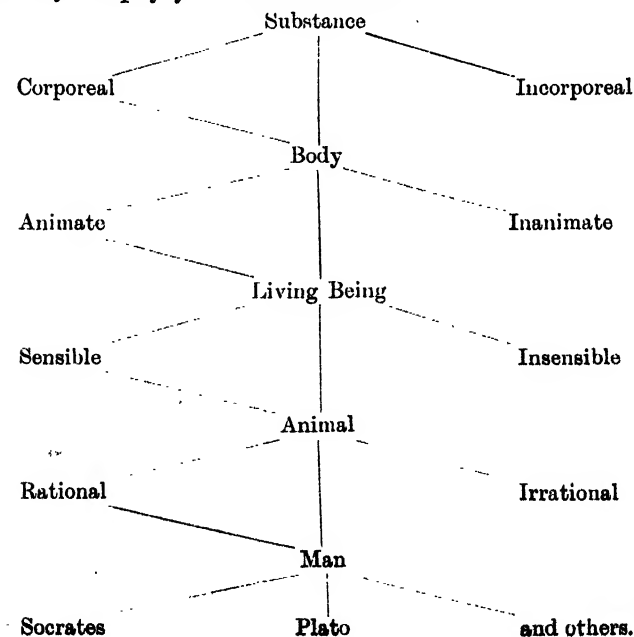 Substance
Corporeal Incorporeal
Body
Animate Inanimate
Living Being
Sensible Insensible
Animal
Rational Irrational
Man
Socrates Plato and others.